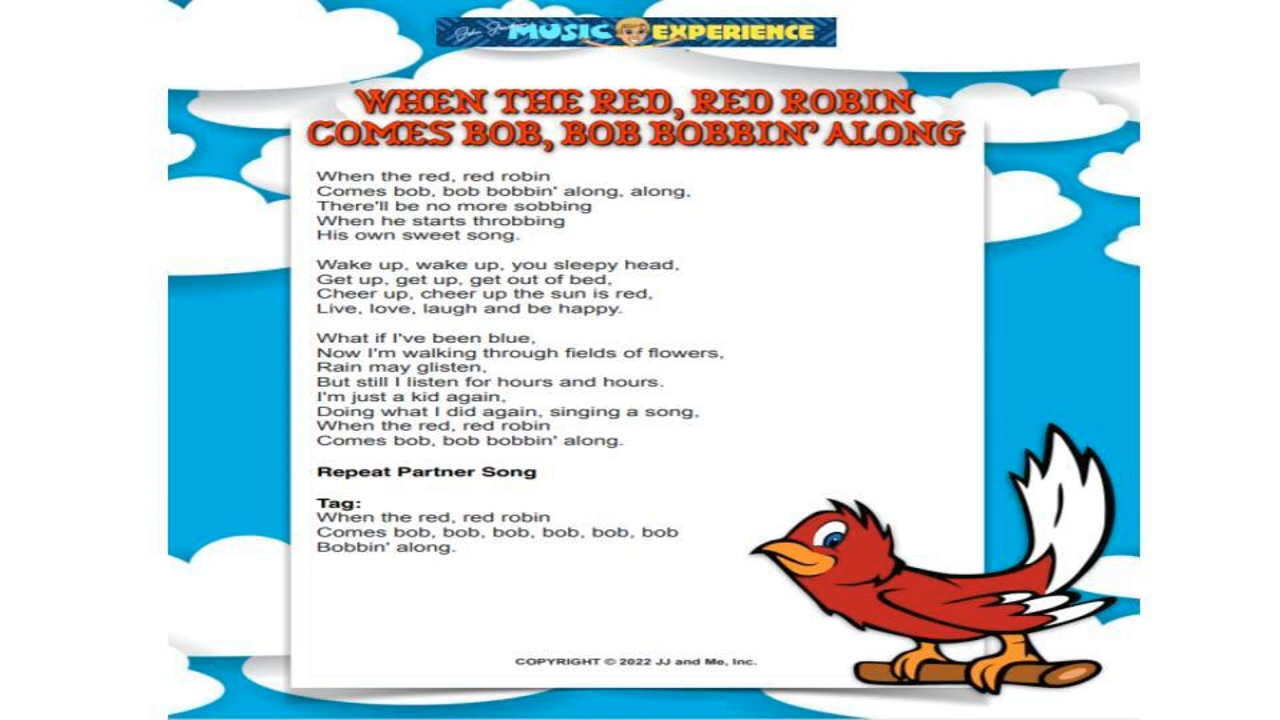 MUSIC EXPERIENCE
WHEN THE RED, RED ROBIN
COMES BOB, BOB BOBBIN' ALONG
When the red, red robin
Comes bob, bob bobbin' along, along,
There'll be no more sobbing
When he starts throbbing
His own sweet song.
Wake up, wake up, you sleepy head,
Get up, get up, get out of bed,
Cheer up, cheer up the sun is red,
Live, love, laugh and be happy.
What if I've been blue,
Now I'm walking through fields of flowers,
Rain may glisten,
But still I listen for hours and hours.
I'm just a kid again,
Doing what I did again, singing a song,
When the red, red robin
Comes bob, bob bobbin' along.
Repeat Partner Song
Tag:
When the red, red robin
Comes bob, bob, bob, bob, bob, bob
Bobbin' along.
COPYRIGHT © 2022 JJ and Me, Inc.